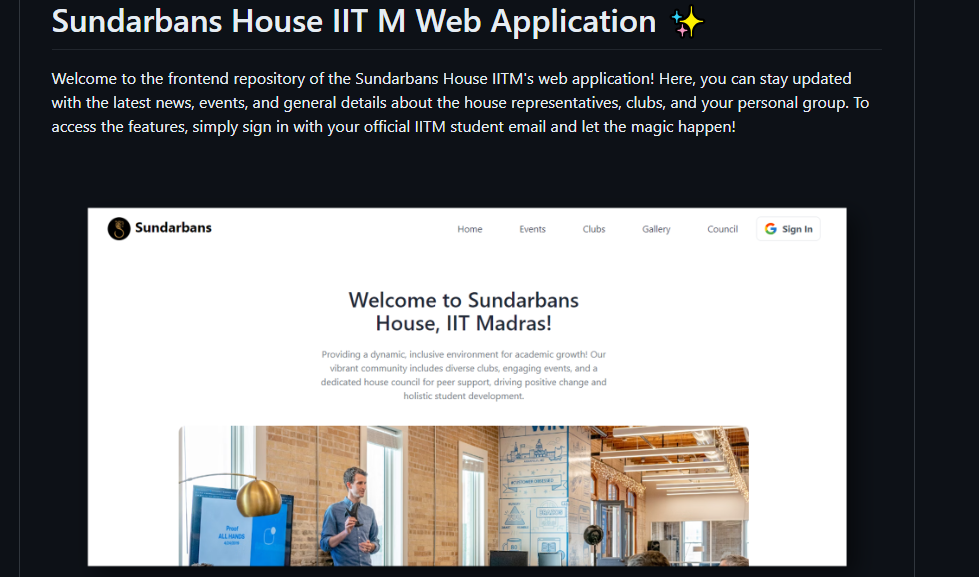 Sundarbans House IIT M Web Application ✨
Welcome to the frontend repository of the Sundarbans House IITM's web application! Here, you can stay updated
with the latest news, events, and general details about the house representatives, clubs, and your personal group. To
access the features, simply sign in with your official IITM student email and let the magic happen!
Sundarbans
Home Events Clubs Gallery Council Sign In
Welcome to Sundarbans
House, IIT Madras!
Providing a dynamic, inclusive environment for academic growth! Our
vibrant community includes diverse clubs, engaging events, and a
dedicated house council for peer support, driving positive change and
holistic student development.
Proof
ALL HANDS